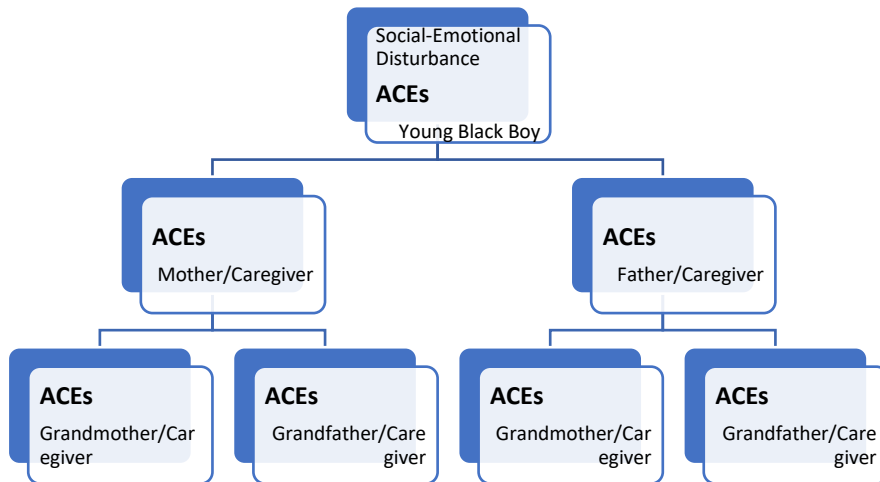 Social-Emotional
Disturbance
ACEs
Young Black Boy
ACEs
Mother/Caregiver
ACEs
Father/Caregiver
ACEs
Grandmother/Car
egiver
ACEs
Grandfather/Care
giver
ACEs
Grandmother/Car
egiver
ACEs
Grandfather/Care
giver